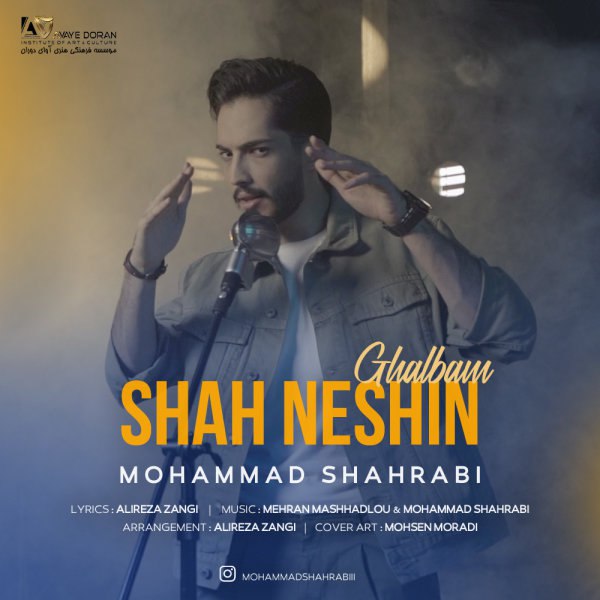 AVAYE DORAN
INSTITUTE OF ART & CULTURE
موسسه فرهنگی هنری آوای دوران
Ghalbam
SHAH NESHIN
MOHAMMAD SHAHRABI
LYRICS : ALIREZA ZANGI | MUSIC : MEHRAN MASHHADLOU & MOHAMMAD SHAHRABI
ARRANGEMENT : ALIREZA ZANGI | COVER ART : MOHSEN MORADI
MOHAMMADSHAHRABIII